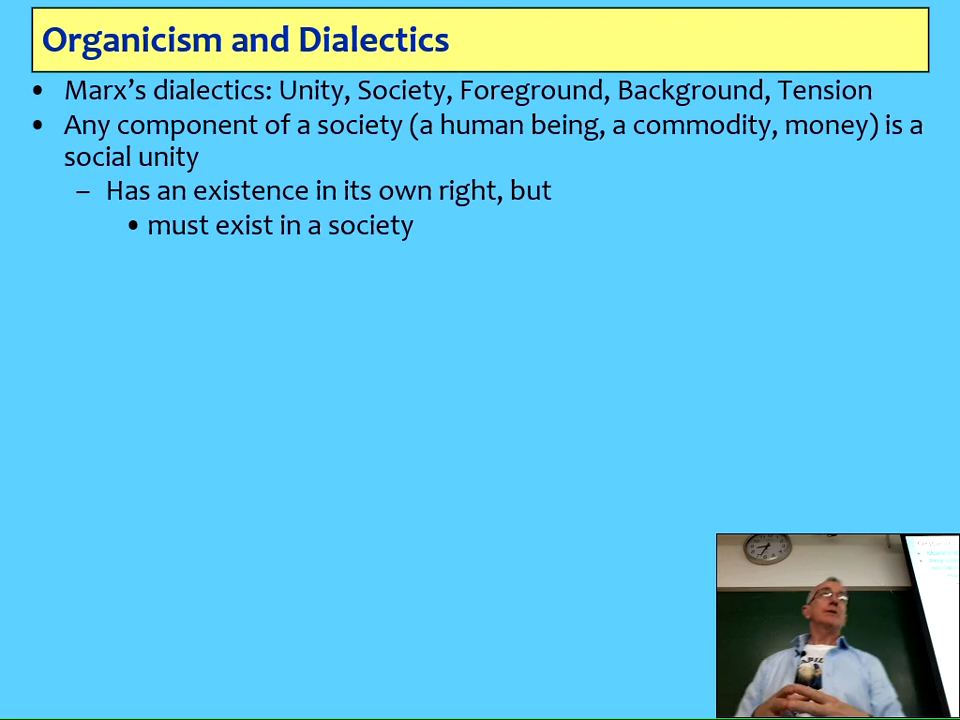 Organicism and Dialectics
• Marx’s dialectics: Unity, Society, Foreground, Background, Tension
• Any component of a society (a human being, a commodity, money) is a
social unity
– Has an existence in its own right, but
• must exist in a society